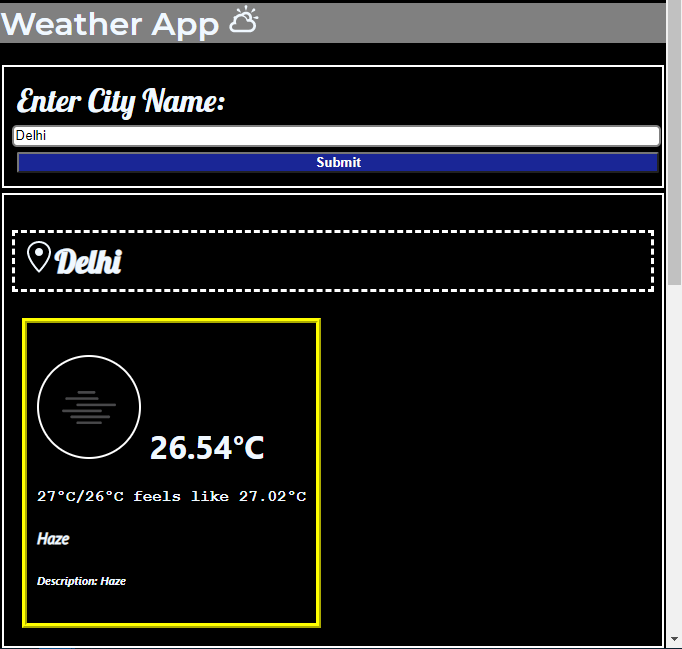 Weather App
Enter City Name:
Delhi
Submit
Delhi
26.54°C
27°C/26°C feels like 27.02°C
Haze
Description: Haze